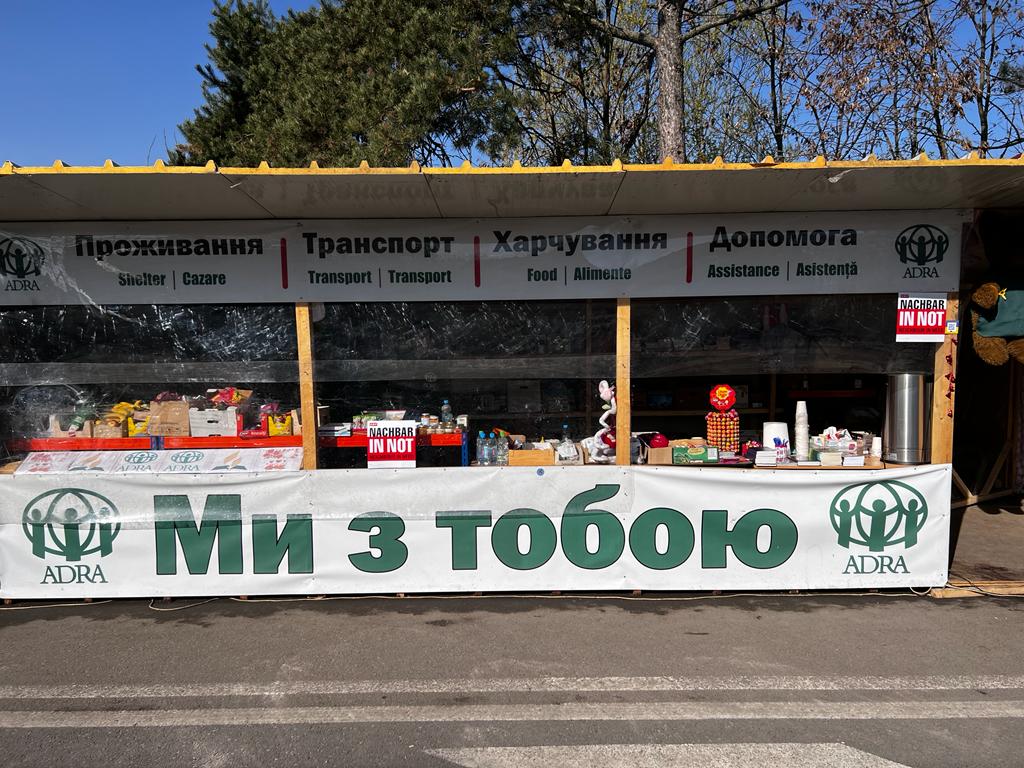 Проживання
Shelter | Cazare
Транспорт
Transport | Transport
Харчування
Food | Alimente
Допомога
Assistance | Asistență
ADRA
ADRA
NACHBAR
IN NOT
NACHBAR
IN NOT
ADRA
Ми з тобою
ADRA